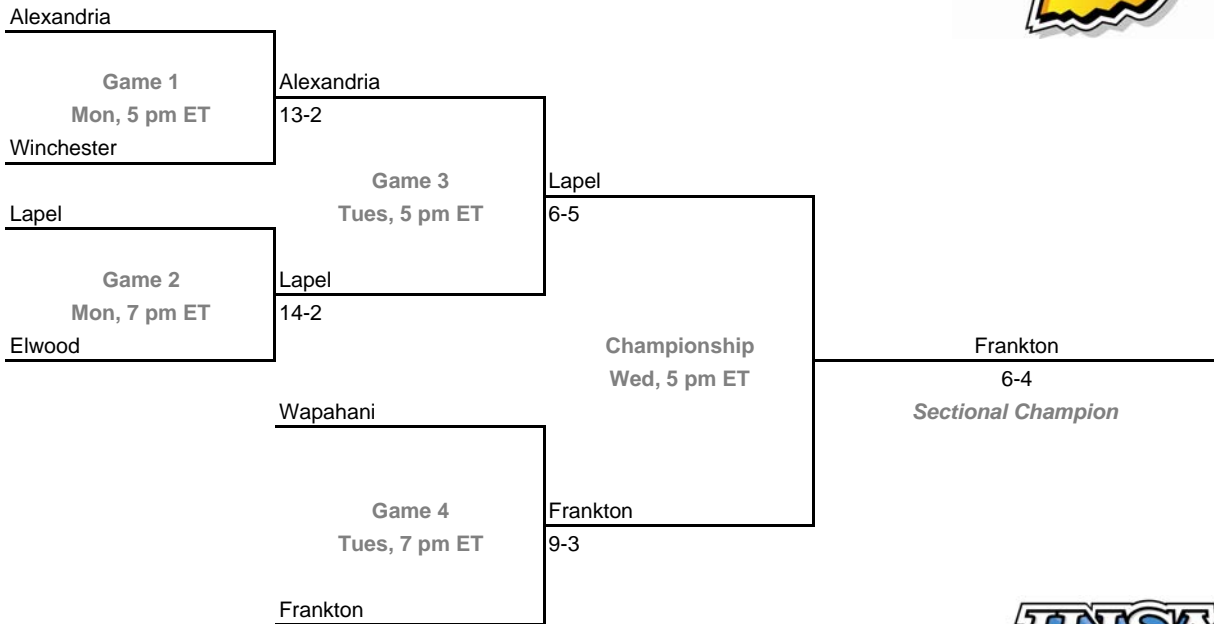 Alexandria
Game 1
Mon, 5 pm ET
Winchester
Alexandria
13-2
Lapel
Game 2
Mon, 7 pm ET
Elwood
Lapel
14-2
Game 3
Tues, 5 pm ET
Lapel
6-5
Wapahani
Game 4
Tues, 7 pm ET
Frankton
Frankton
9-3
Championship
Wed, 5 pm ET
Frankton
6-4
Sectional Champion